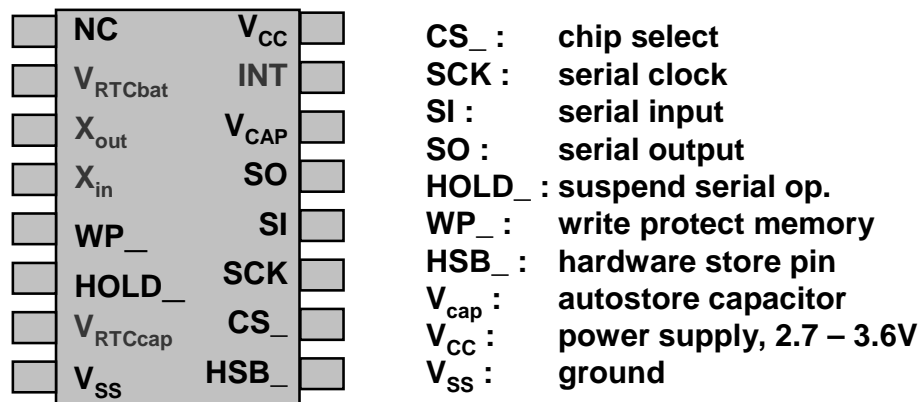 NC VCC
VRTCbat INT
Xout VCAP
Xin SO
WP_ SI
HOLD_ SCK
VRTCcap CS_
VSS HSB_
CS_ : chip select
SCK : serial clock
SI : serial input
SO : serial output
HOLD_ : suspend serial op.
WP_ : write protect memory
HSB_ : hardware store pin
Vcap : autostore capacitor
VCC : power supply, 2.7 – 3.6V
VSS : ground